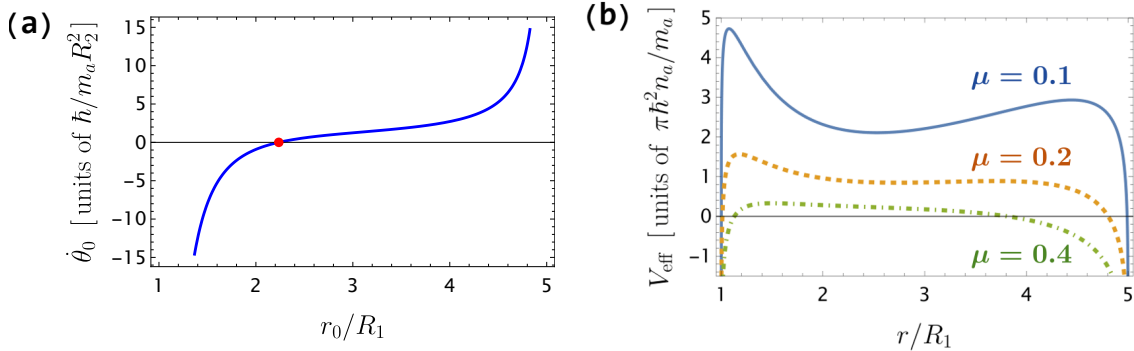 (a)
15
10
5
0
-5
-10
-15
θ̇₀ [units of ℏ/mₐR₂²]
1 2 3 4 5
r₀/R₁
(b)
5
4
3
2
1
0
-1
V_eff [units of πℏ²nₐ/mₐ]
μ = 0.1
μ = 0.2
μ = 0.4
1 2 3 4 5
r/R₁